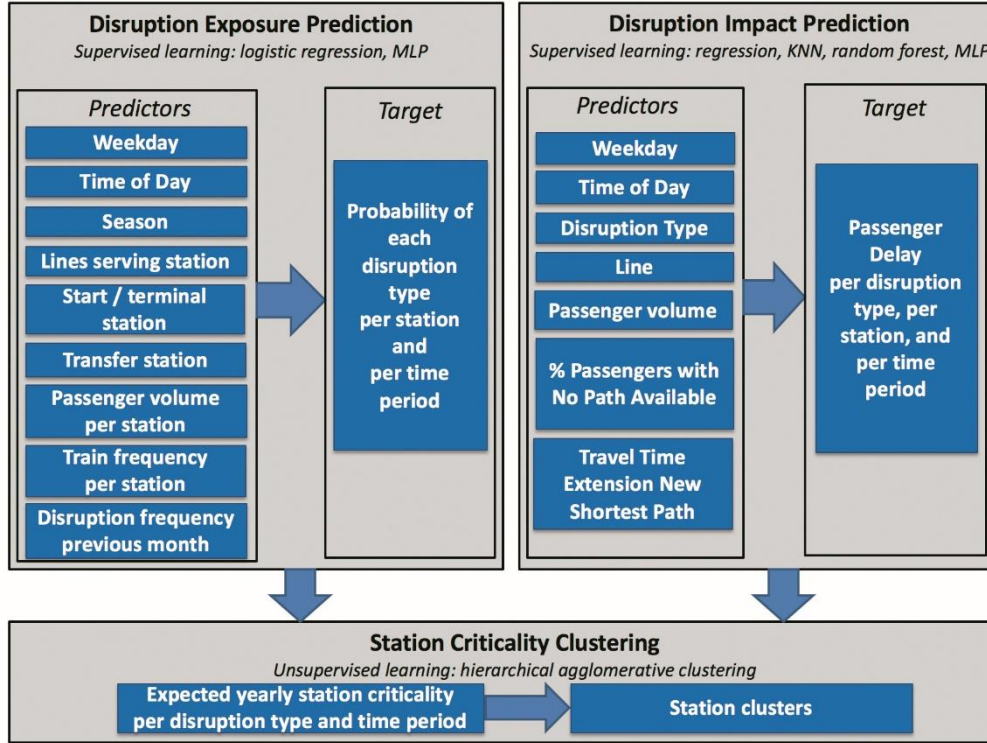 Disruption Exposure Prediction
Supervised learning: logistic regression, MLP
Predictors
Weekday
Time of Day
Season
Lines serving station
Start / terminal
station
Transfer station
Passenger volume
per station
Train frequency
per station
Disruption frequency
previous month
Target
Probability of
each
disruption
type
per station
and
per time
period
Disruption Impact Prediction
Supervised learning: regression, KNN, random forest, MLP
Predictors
Weekday
Time of Day
Disruption Type
Line
Passenger volume
% Passengers with
No Path Available
Travel Time
Extension New
Shortest Path
Target
Passenger
Delay
per disruption
type, per
station, and
per time
period
Station Criticality Clustering
Unsupervised learning: hierarchical agglomerative clustering
Expected yearly station criticality
per disruption type and time period
Station clusters